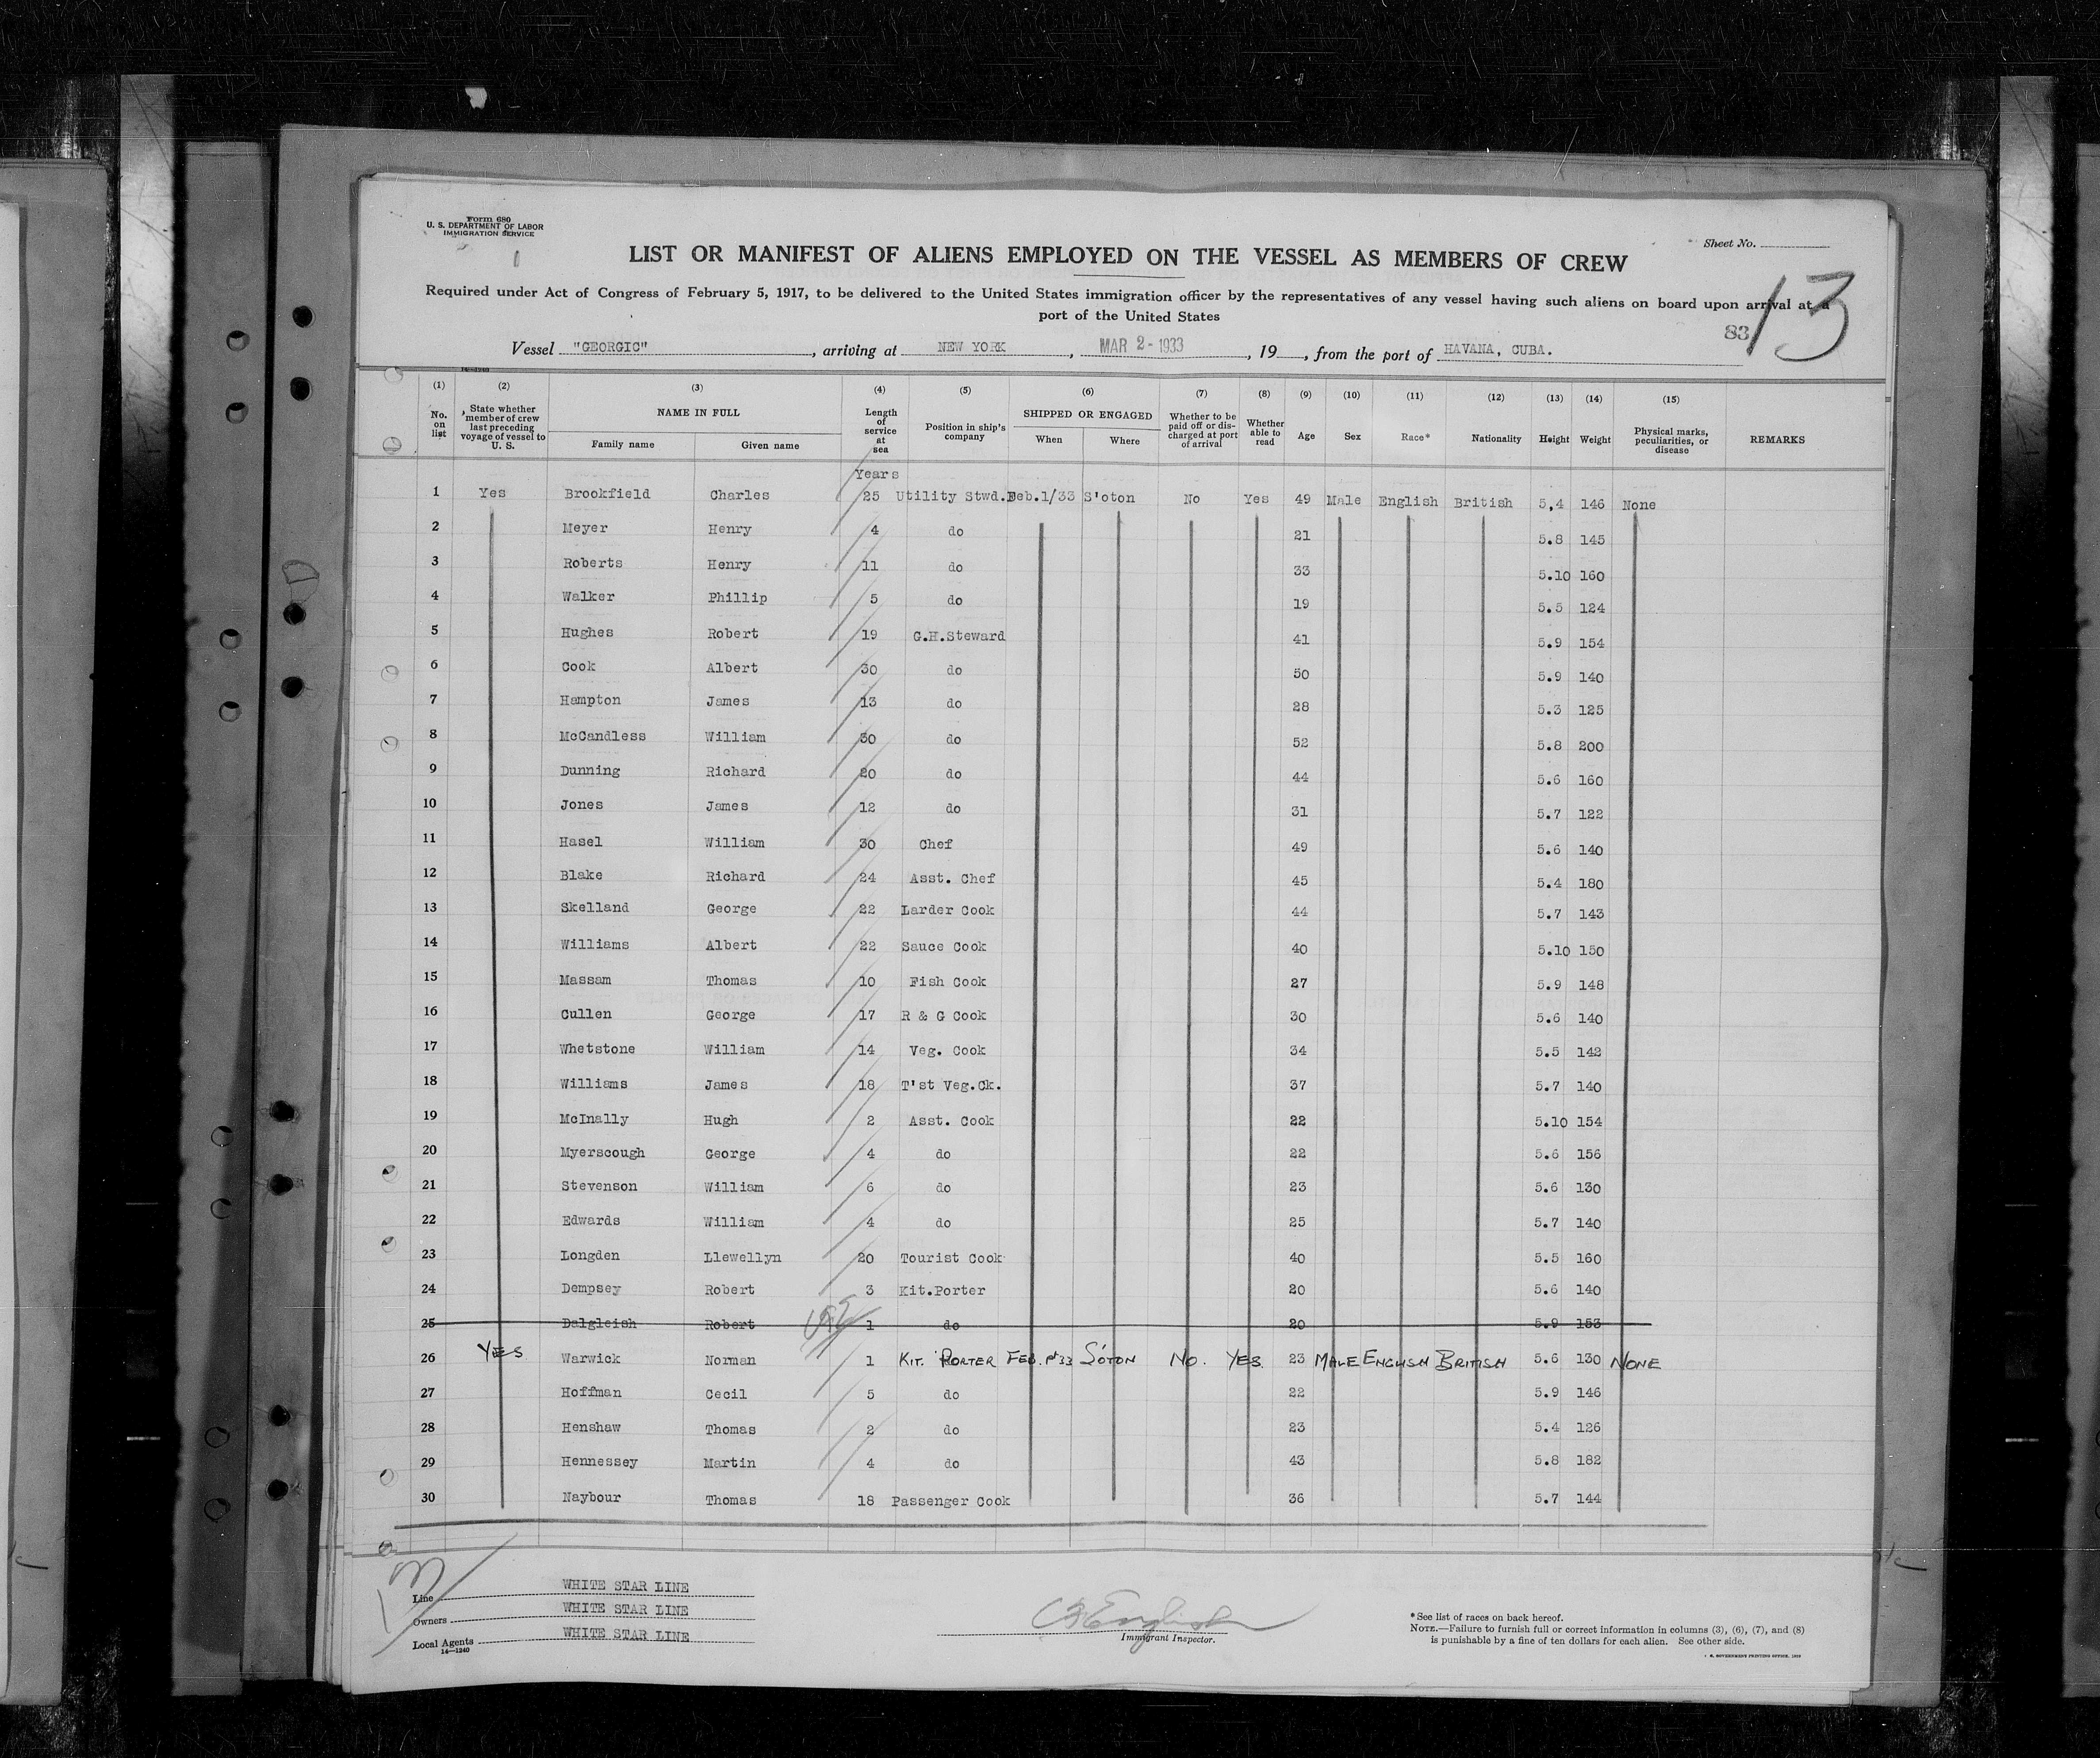 Form 680
U. S. DEPARTMENT OF LABOR
IMMIGRATION SERVICE
Sheet No.
LIST OR MANIFEST OF ALIENS EMPLOYED ON THE VESSEL AS MEMBERS OF CREW
Required under Act of Congress of February 5, 1917, to be delivered to the United States immigration officer by the representatives of any vessel having such aliens on board upon arrival at a
port of the United States
13
83
Vessel "GEORGIC", arriving at NEW YORK, MAR 2 - 1933, 19, from the port of HAVANA, CUBA.
14-1240
(1) (2) (3) (4) (5) (6) (7) (8) (9) (10) (11) (12) (13) (14) (15)
No. on list State whether member of crew last preceding voyage of vessel to U. S. NAME IN FULL Family name Given name Length of service at sea Position in ship's company SHIPPED OR ENGAGED When Where Whether to be paid off or discharged at port of arrival Whether able to read Age Sex Race* Nationality Height Weight Physical marks, peculiarities, or disease REMARKS
Years
1 Yes Brookfield Charles 25 Utility Stwd. Feb.1/33 S'oton No Yes 49 Male English British 5,4 146 None
2 Meyer Henry 4 do 21 5.8 145
3 Roberts Henry 11 do 33 5.10 160
4 Walker Phillip 5 do 19 5.5 124
5 Hughes Robert 19 G.H.Steward 41 5.9 154
6 Cook Albert 30 do 50 5.9 140
7 Hampton James 13 do 28 5.3 125
8 McCandless William 30 do 52 5.8 200
9 Dunning Richard 20 do 44 5.6 160
10 Jones James 12 do 31 5.7 122
11 Hasel William 30 Chef 49 5.6 140
12 Blake Richard 24 Asst. Chef 45 5.4 180
13 Skelland George 22 Larder Cook 44 5.7 143
14 Williams Albert 22 Sauce Cook 40 5.10 150
15 Massam Thomas 10 Fish Cook 27 5.9 148
16 Cullen George 17 R & G Cook 30 5.6 140
17 Whetstone William 14 Veg. Cook 34 5.5 142
18 Williams James 18 T'st Veg.Ck. 37 5.7 140
19 McInally Hugh 2 Asst. Cook 22 5.10 154
20 Myerscough George 4 do 22 5.6 156
21 Stevenson William 6 do 23 5.6 130
22 Edwards William 4 do 25 5.7 140
23 Longden Llewellyn 20 Tourist Cook 40 5.5 160
24 Dempsey Robert 3 Kit.Porter 20 5.6 140
25 Dalgleish Robert 1 do 20 5.9 153
26 YES Warwick Norman 1 KIT. PORTER FEB. 1st 33 S'OTON NO. YES 23 MALE ENGLISH BRITISH 5.6 130 NONE
27 Hoffman Cecil 5 do 22 5.9 146
28 Henshaw Thomas 2 do 23 5.4 126
29 Hennessey Martin 4 do 43 5.8 182
30 Naybour Thomas 18 Passenger Cook 36 5.7 144
Line WHITE STAR LINE
Owners WHITE STAR LINE
Local Agents WHITE STAR LINE
14-1240
English
Immigrant Inspector.
*See list of races on back hereof.
NOTE.—Failure to furnish full or correct information in columns (3), (6), (7), and (8)
is punishable by a fine of ten dollars for each alien. See other side.
GOVERNMENT PRINTING OFFICE